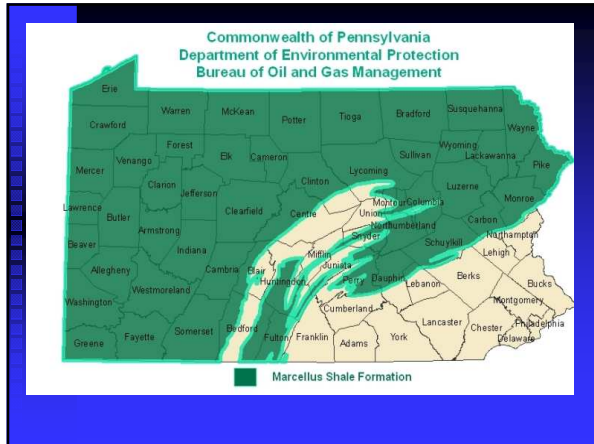 Commonwealth of Pennsylvania
Department of Environmental Protection
Bureau of Oil and Gas Management
Erie
Warren
McKean
Potter
Tioga
Bradford
Susquehanna
Wayne
Crawford
Forest
Elk
Cameron
Sullivan
Wyoming
Lackawanna
Pike
Mercer
Venango
Clarion
Jefferson
Clinton
Lycoming
Luzerne
Monroe
Lawrence
Butler
Armstrong
Clearfield
Centre
Union
Montour
Columbia
Northumberland
Carbon
Northampton
Beaver
Indiana
Snyder
Schuylkill
Lehigh
Allegheny
Cambria
Blair
Huntingdon
Mifflin
Juniata
Perry
Dauphin
Lebanon
Berks
Bucks
Montgomery
Washington
Westmoreland
Cumberland
Lancaster
Chester
Philadelphia
Delaware
Greene
Fayette
Somerset
Bedford
Fulton
Franklin
Adams
York
Marcellus Shale Formation